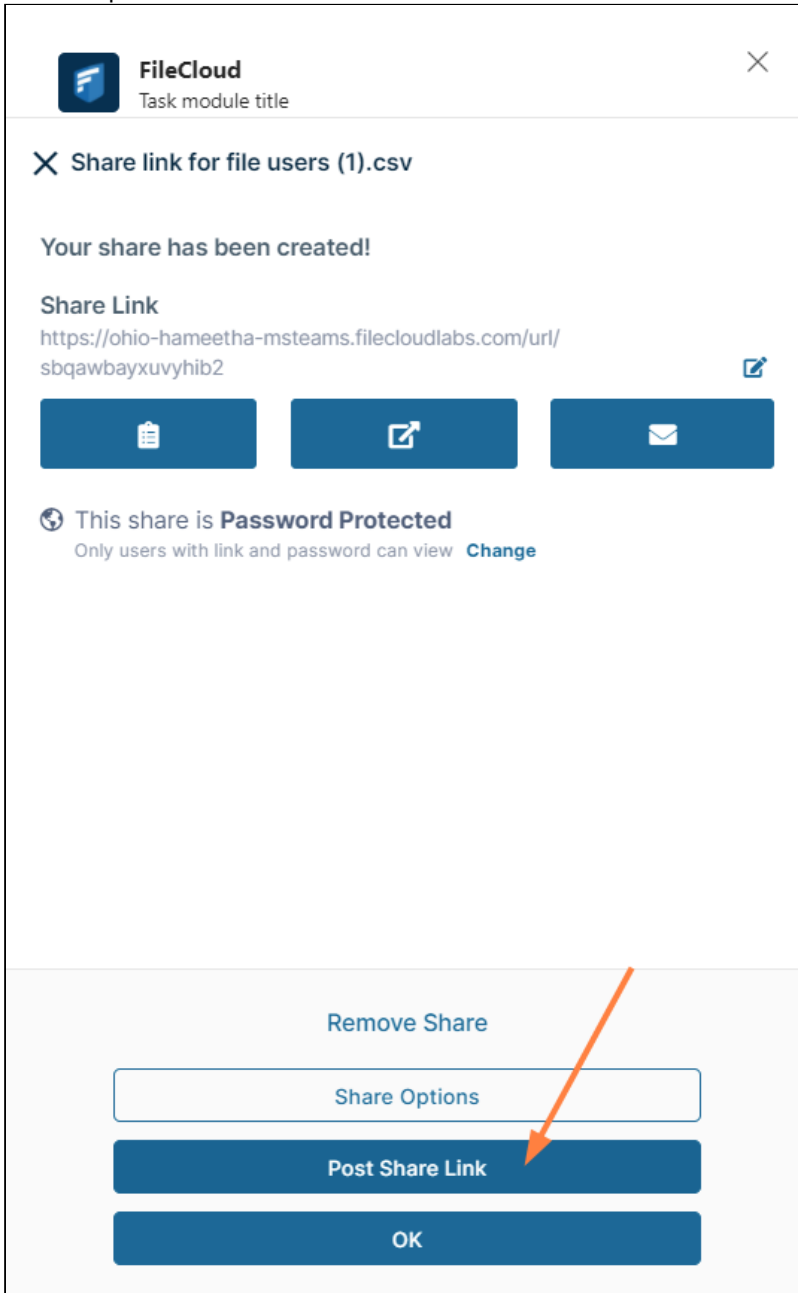 FileCloud
Task module title
Share link for file users (1).csv
Your share has been created!
Share Link
https://ohio-hameetha-msteams.filecloudlabs.com/url/
sbqawbayxuvyhib2
This share is Password Protected
Only users with link and password can view Change
Remove Share
Share Options
Post Share Link
OK